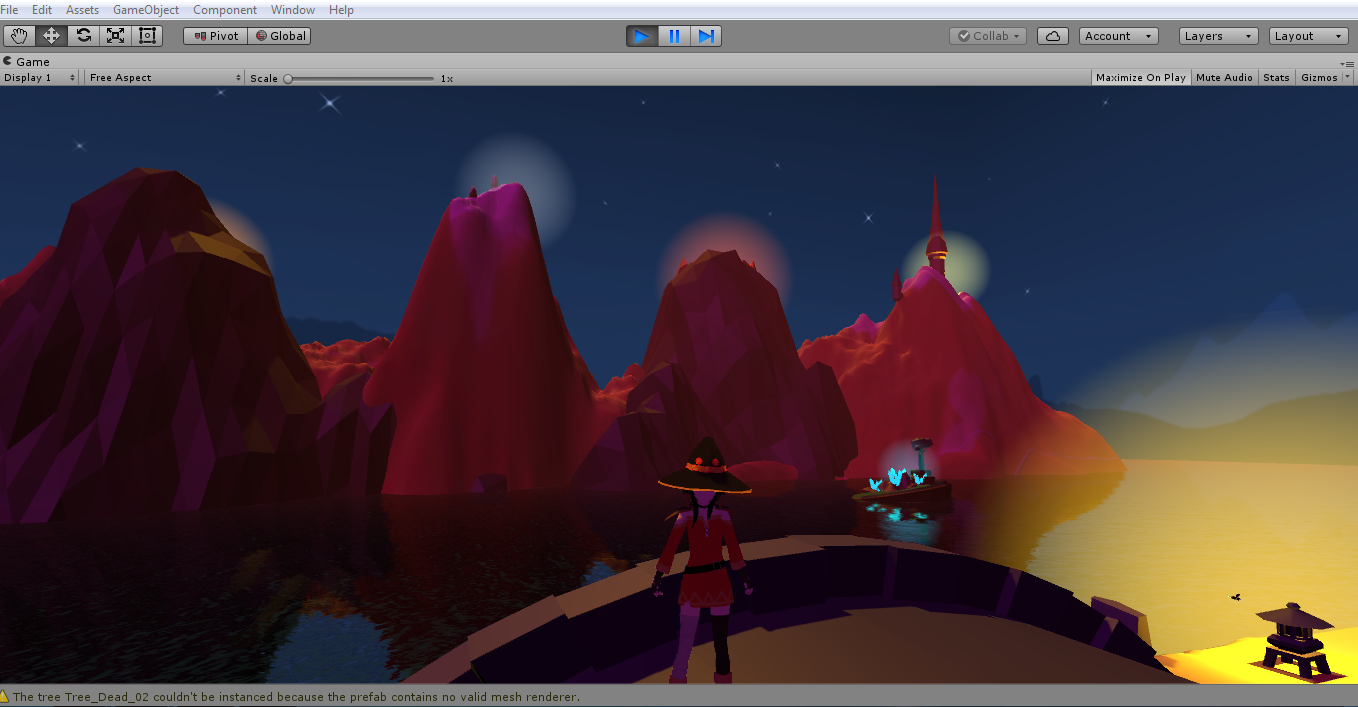 File Edit Assets GameObject Component Window Help
Pivot Global Collab Account Layers Layout
Game
Display 1 Free Aspect Scale 1x Maximize On Play Mute Audio Stats Gizmos
The tree Tree_Dead_02 couldn't be instanced because the prefab contains no valid mesh renderer.